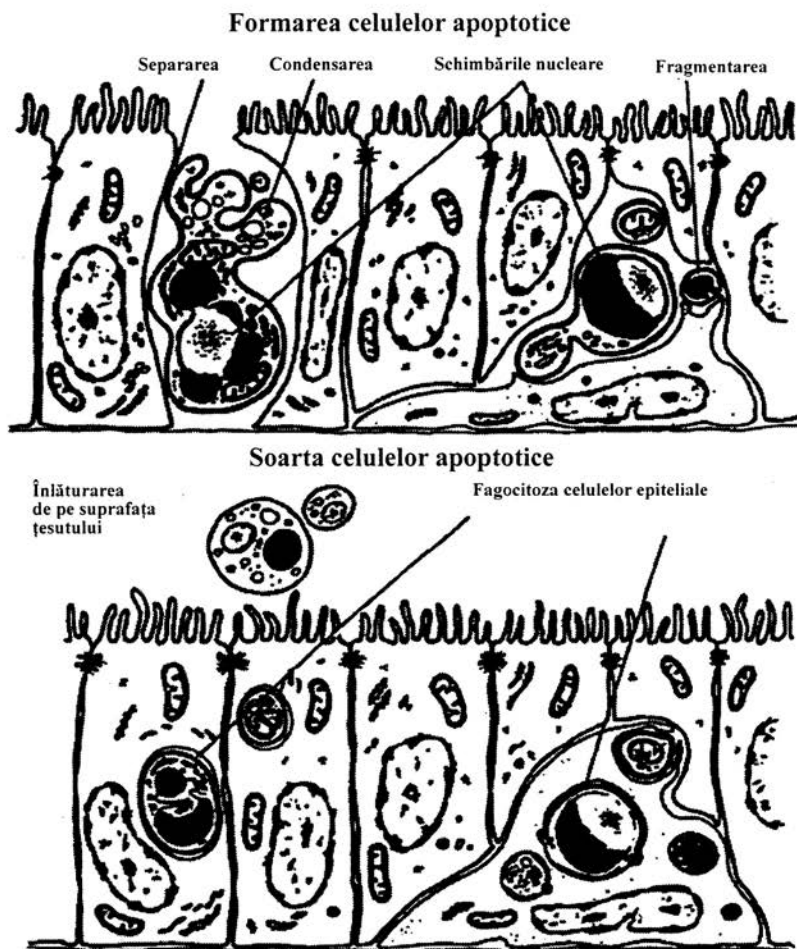 Formarea celulelor apoptotice
Separarea
Condensarea
Schimbările nucleare
Fragmentarea
Soarta celulelor apoptotice
Înlăturarea
de pe suprafața
țesutului
Fagocitoza celulelor epiteliale